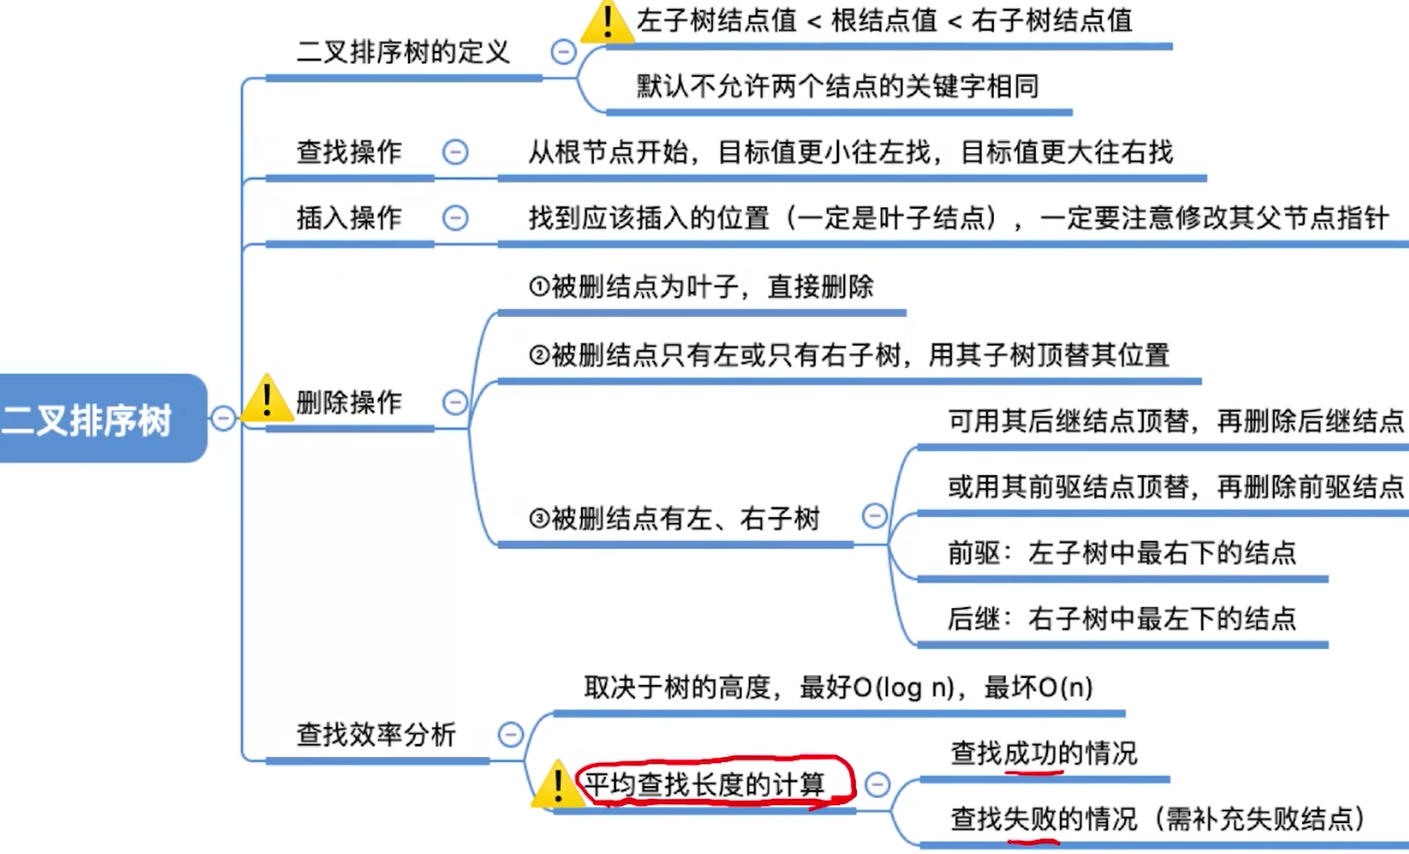 左子树结点值 < 根结点值 < 右子树结点值
二叉排序树的定义
默认不允许两个结点的关键字相同
查找操作
从根节点开始，目标值更小往左找，目标值更大往右找
插入操作
找到应该插入的位置（一定是叶子结点），一定要注意修改其父节点指针
①被删结点为叶子，直接删除
②被删结点只有左或只有右子树，用其子树顶替其位置
二叉排序树
删除操作
可用其后继结点顶替，再删除后继结点
或用其前驱结点顶替，再删除前驱结点
③被删结点有左、右子树
前驱：左子树中最右下的结点
后继：右子树中最左下的结点
取决于树的高度，最好O(log n)，最坏O(n)
查找效率分析
查找成功的情况
平均查找长度的计算
查找失败的情况（需补充失败结点）